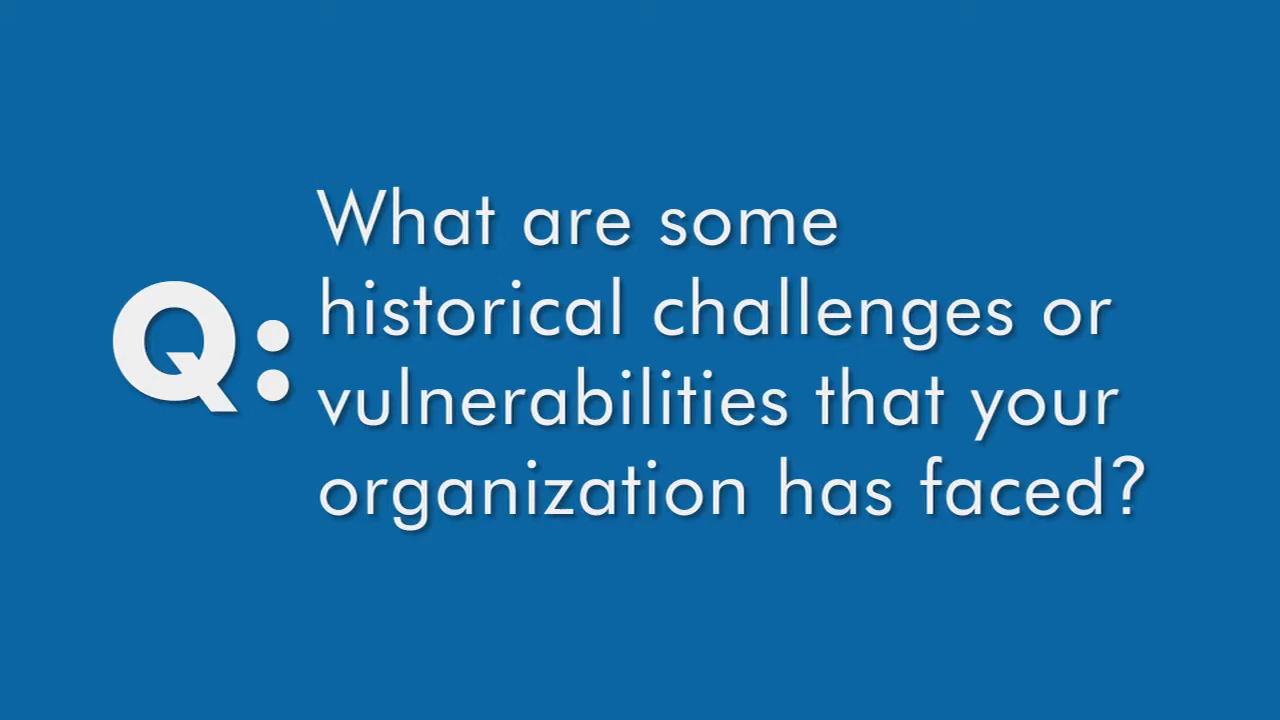 Q:
What are some
historical challenges or
vulnerabilities that your
organization has faced?